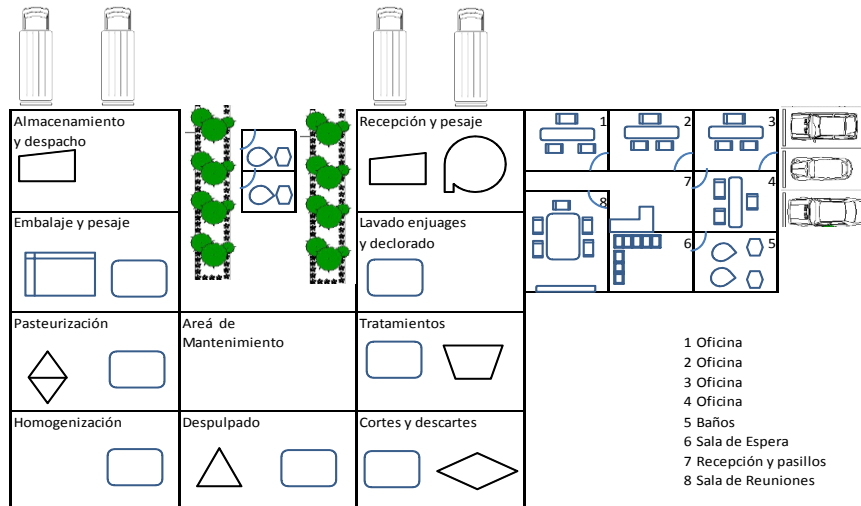 Almacenamiento
y despacho
Recepción y pesaje
1
2
3
Embalaje y pesaje
Lavado enjuages
y declorado
8
7
4
6
5
Pasteurización
Areá de
Mantenimiento
Tratamientos
Homogenización
Despulpado
Cortes y descartes
1 Oficina
2 Oficina
3 Oficina
4 Oficina
5 Baños
6 Sala de Espera
7 Recepción y pasillos
8 Sala de Reuniones